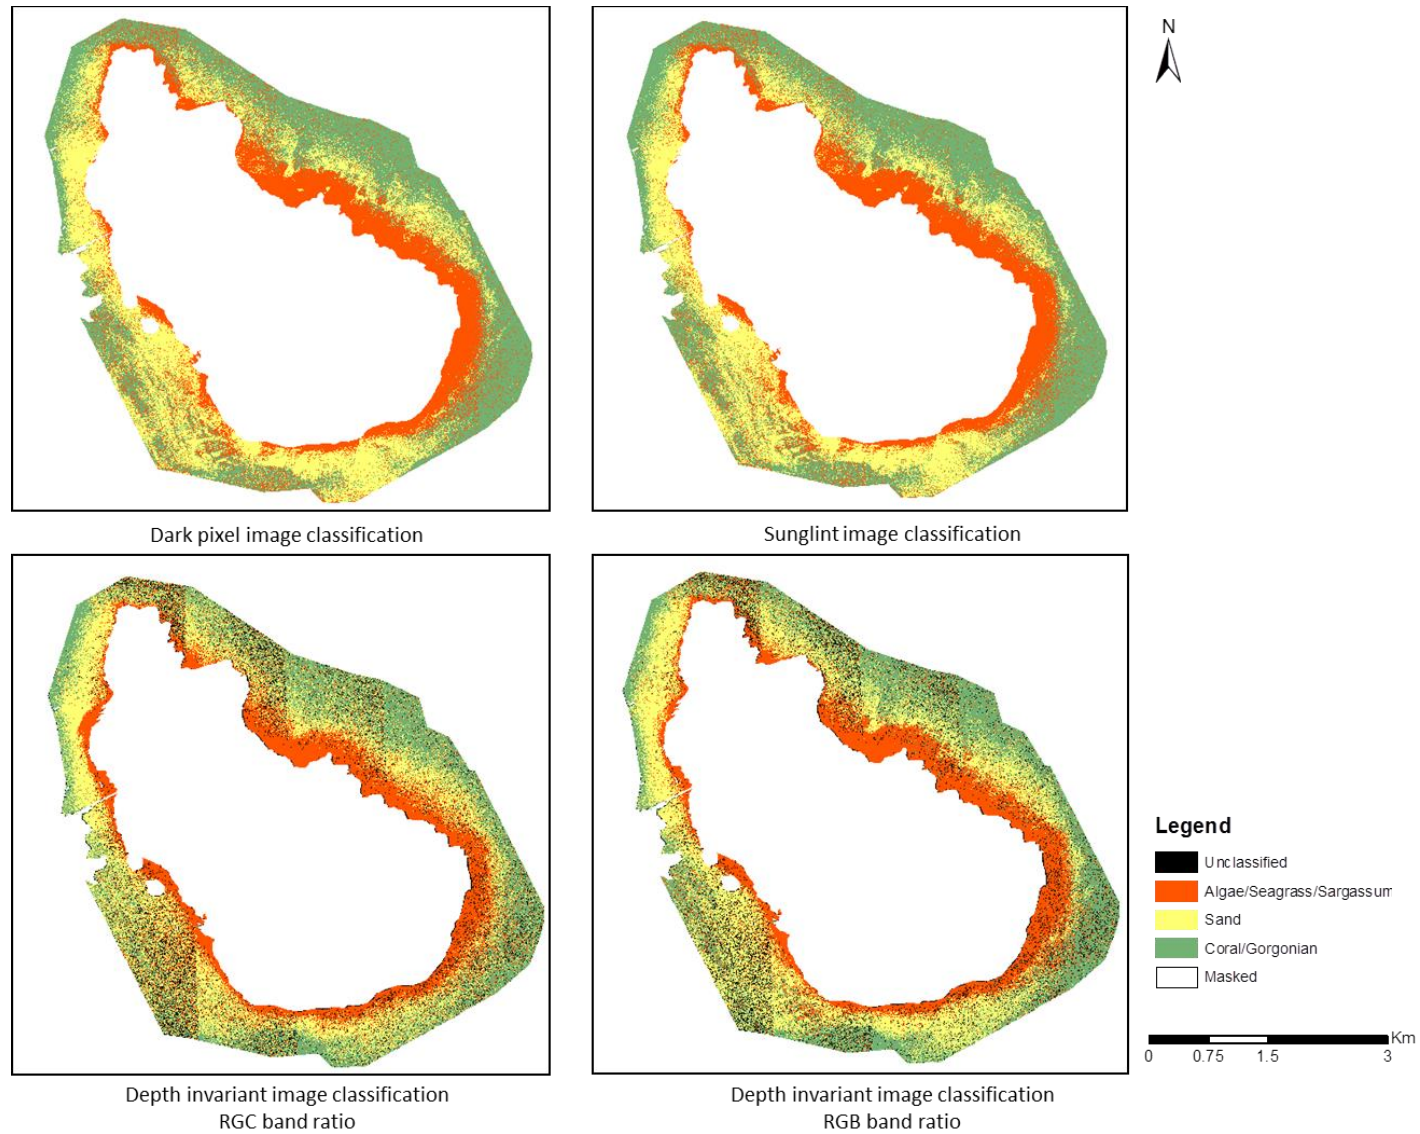 N
Dark pixel image classification
Sunglint image classification
Depth invariant image classification
RGC band ratio
Depth invariant image classification
RGB band ratio
Legend
Unclassified
Algae/Seagrass/Sargassum
Sand
Coral/Gorgonian
Masked
Km
0 0.75 1.5 3